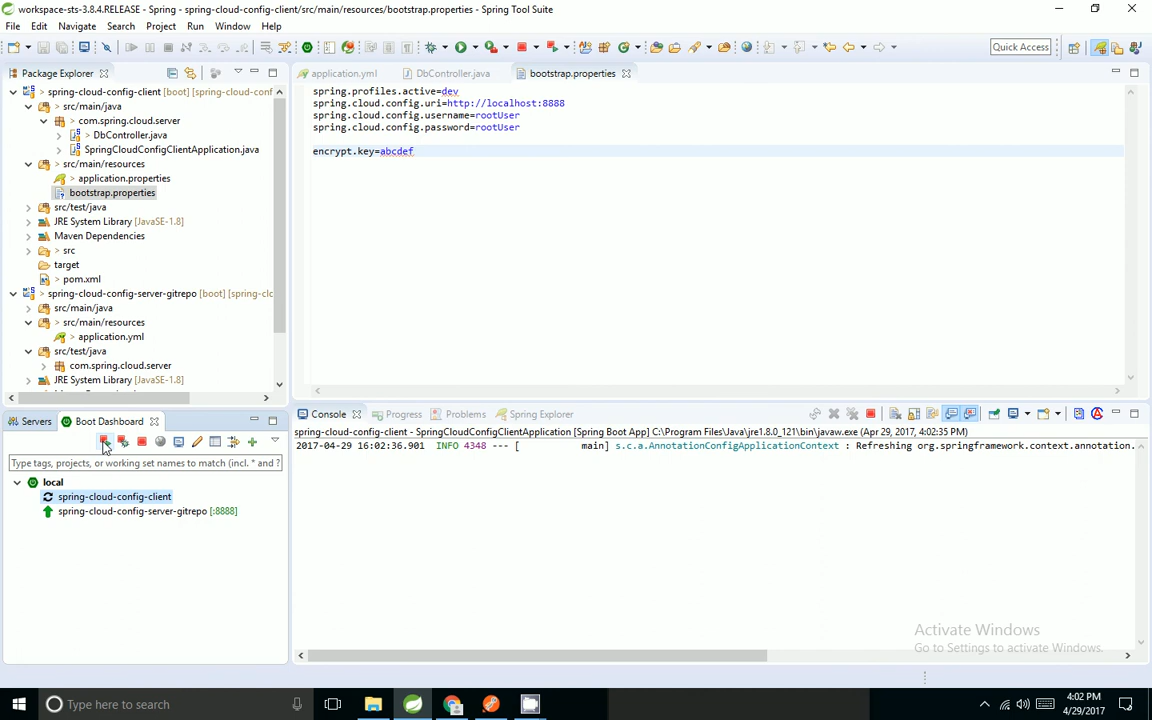 workspace-sts-3.8.4.RELEASE - Spring - spring-cloud-config-client/src/main/resources/bootstrap.properties - Spring Tool Suite
File Edit Navigate Search Project Run Window Help
Quick Access
Package Explorer
application.yml DbController.java bootstrap.properties
> spring-cloud-config-client [boot] [spring-cloud-conf
> src/main/java
> com.spring.cloud.server
> DbController.java
> SpringCloudConfigClientApplication.java
> src/main/resources
> application.properties
bootstrap.properties
src/test/java
JRE System Library [JavaSE-1.8]
Maven Dependencies
> src
target
> pom.xml
> spring-cloud-config-server-gitrepo [boot] [spring-clo
src/main/java
> src/main/resources
> application.yml
src/test/java
com.spring.cloud.server
JRE System Library [JavaSE-1.8]
spring.profiles.active=dev
spring.cloud.config.uri=http://localhost:8888
spring.cloud.config.username=rootUser
spring.cloud.config.password=rootUser
encrypt.key=abcdef
Servers Boot Dashboard
Type tags, projects, or working set names to match (incl. * and ?
local
spring-cloud-config-client
spring-cloud-config-server-gitrepo [:8888]
Console Progress Problems Spring Explorer
spring-cloud-config-client - SpringCloudConfigClientApplication [Spring Boot App] C:\Program Files\Java\jre1.8.0_121\bin\javaw.exe (Apr 29, 2017, 4:02:35 PM)
2017-04-29 16:02:36.901 INFO 4348 --- [ main] s.c.a.AnnotationConfigApplicationContext : Refreshing org.springframework.context.annotation.
Activate Windows
Go to Settings to activate Windows.
Type here to search
4:02 PM
4/29/2017